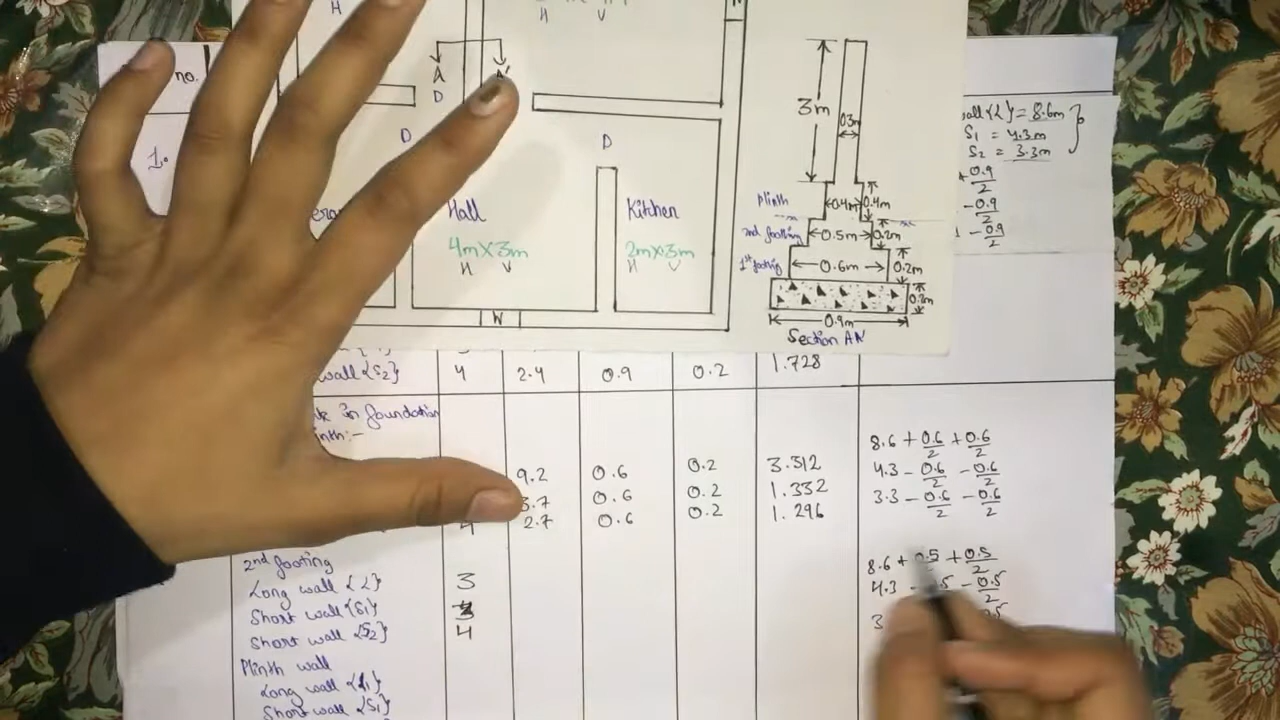 H
H V
A A'
D
D
D
Hall
4m×3m
H V
Kitchen
2m×3m
H V
W
3m
03m
Plinth
0.4m 0.4m
2nd footing
0.5m 0.2m
1st footing
0.6m 0.2m
0.9m
Section AA'
no.
1.
{L} = 8.6m
S1 = 4.3m
S2 = 3.3m
+ 0.9/2
- 0.9/2
- 0.9/2
wall {S2} 4 2.4 0.9 0.2 1.728
in foundation
9.2 0.6 0.2 3.312 8.6 + 0.6/2 + 0.6/2
3.7 0.6 0.2 1.332 4.3 - 0.6/2 - 0.6/2
4 2.7 0.6 0.2 1.296 3.3 - 0.6/2 - 0.6/2
2nd footing
Long wall {L} 3 8.6 + 0.5 + 0.5/2
Short wall {S1} 3 4.3 - 0.5/2
Short wall {S2} 4
Plinth wall
Long wall
Short wall {S1}